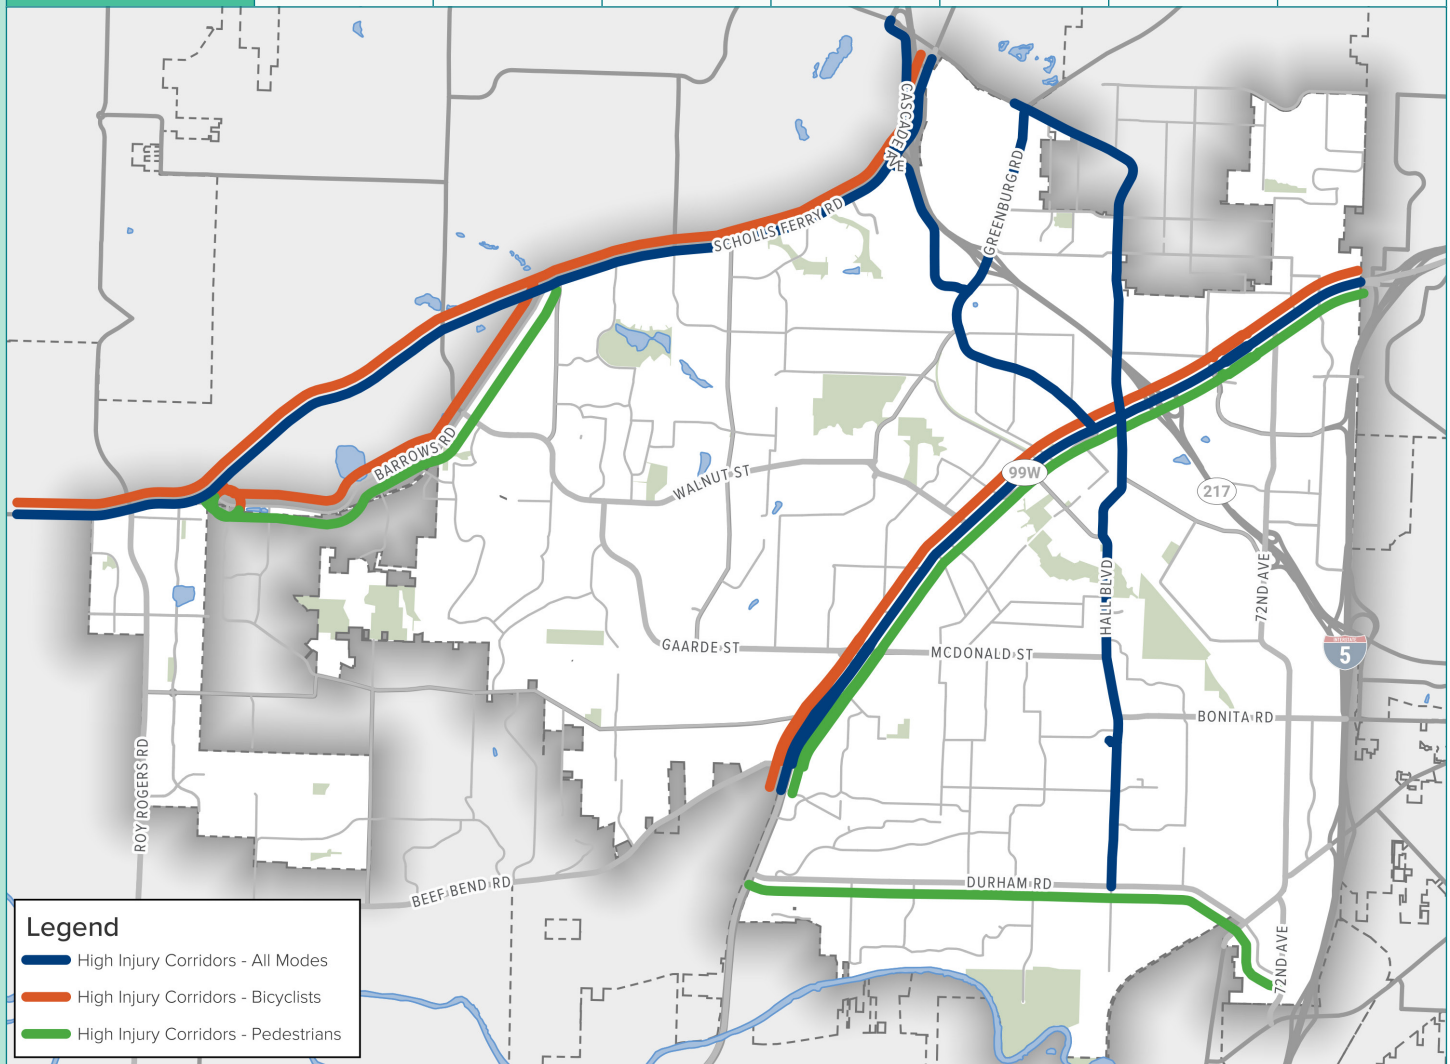 CASCADE AVE
GREENBURG RD
SCHOLLS FERRY RD
BARROWS RD
WALNUT ST
99W
217
72ND AVE
HALL BLVD
GAARDE ST
MCDONALD ST
INTERSTATE
5
BONITA RD
ROY ROGERS RD
BEEF BEND RD
DURHAM RD
72ND AVE
Legend
High Injury Corridors - All Modes
High Injury Corridors - Bicyclists
High Injury Corridors - Pedestrians